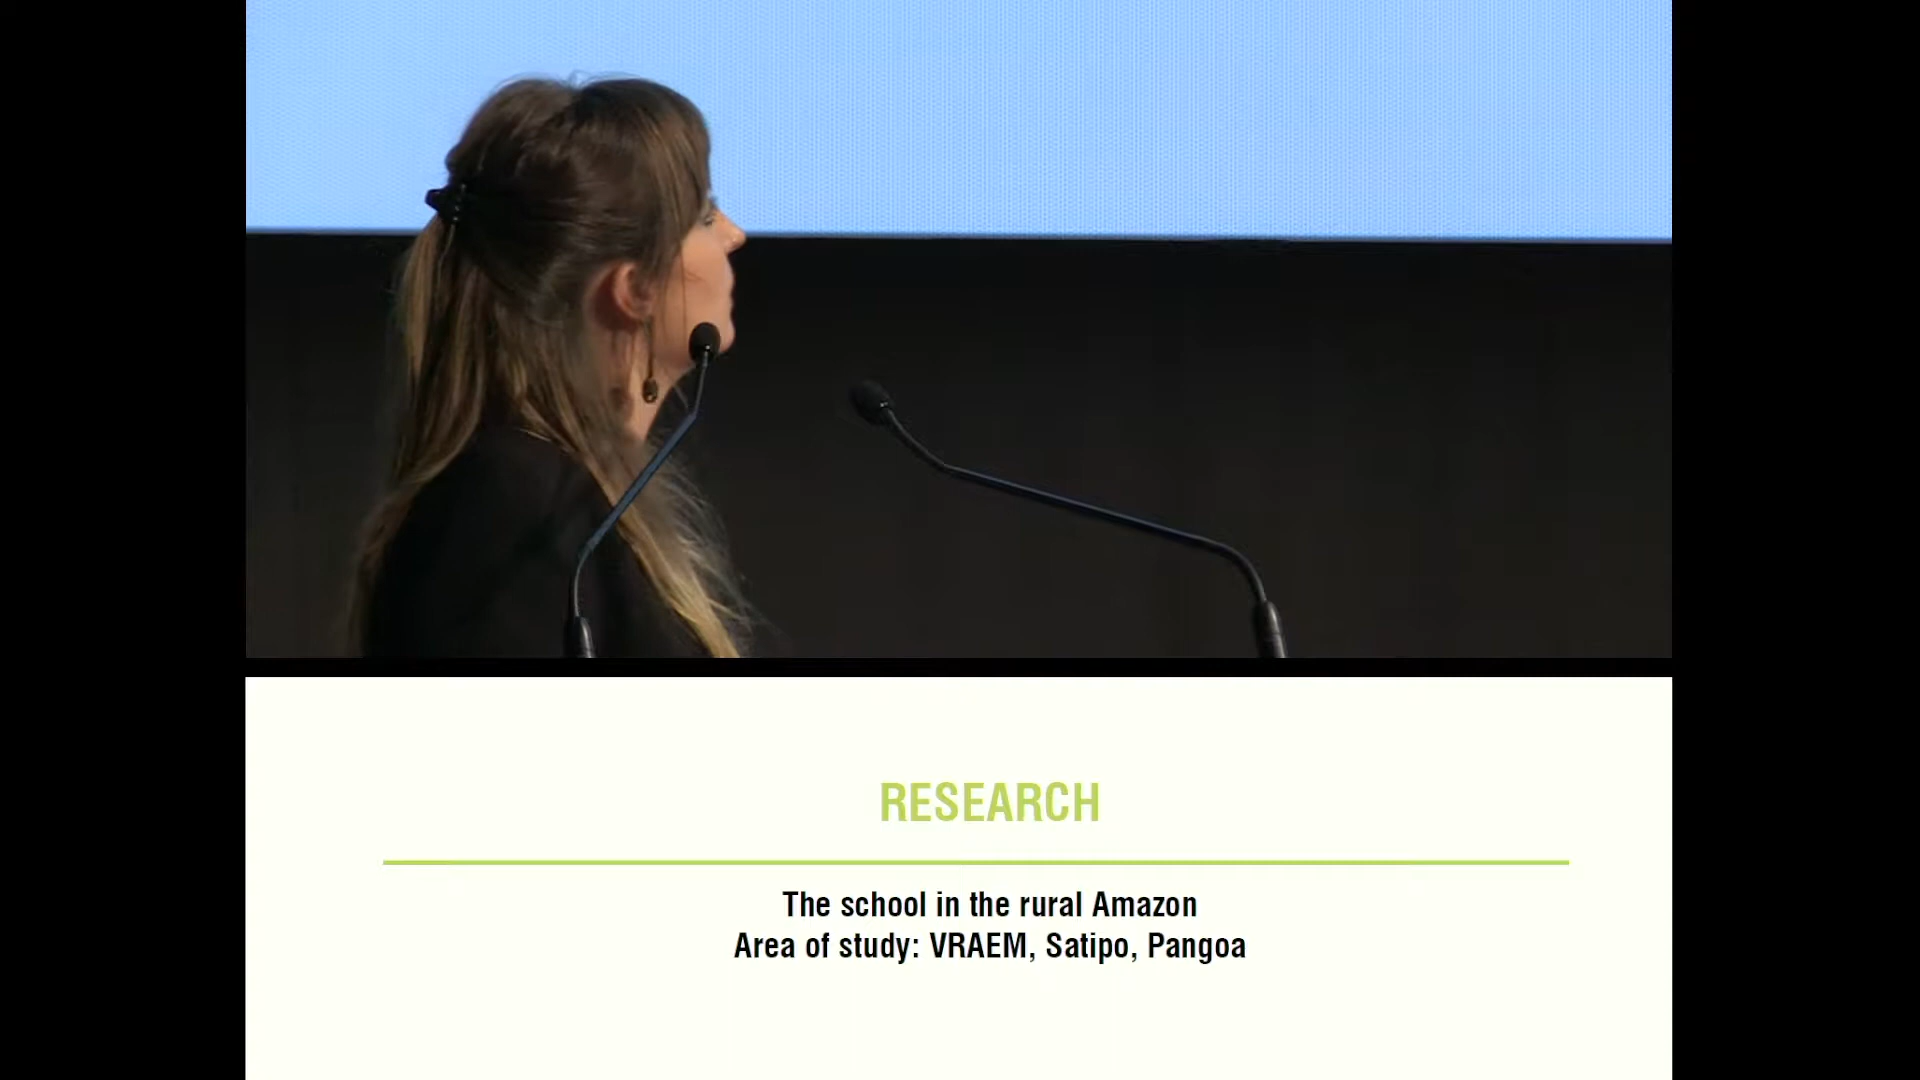 RESEARCH
The school in the rural Amazon
Area of study: VRAEM, Satipo, Pangoa